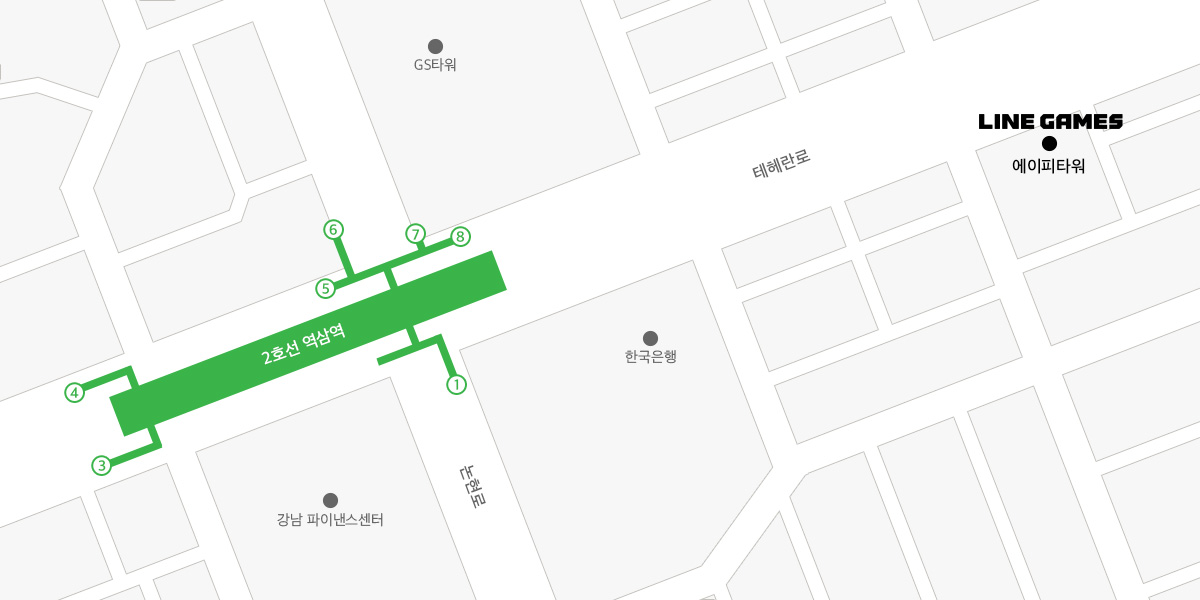 GS타워
LINE GAMES
에이피타워
테헤란로
6
7
8
5
2호선 역삼역
한국은행
4
1
3
논현로
강남 파이낸스센터